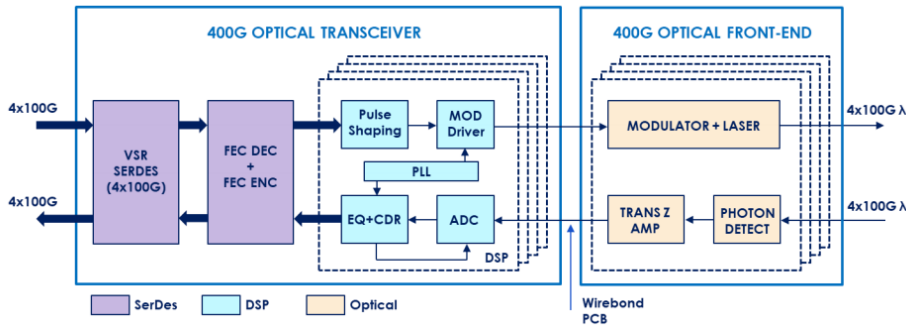 400G OPTICAL TRANSCEIVER
400G OPTICAL FRONT-END
4x100G
VSR
SERDES
(4x100G)
FEC DEC
+
FEC ENC
Pulse
Shaping
MOD
Driver
MODULATOR + LASER
4x100G λ
PLL
4x100G
EQ+CDR
ADC
TRANS Z
AMP
PHOTON
DETECT
4x100G λ
DSP
SerDes
DSP
Optical
Wirebond
PCB